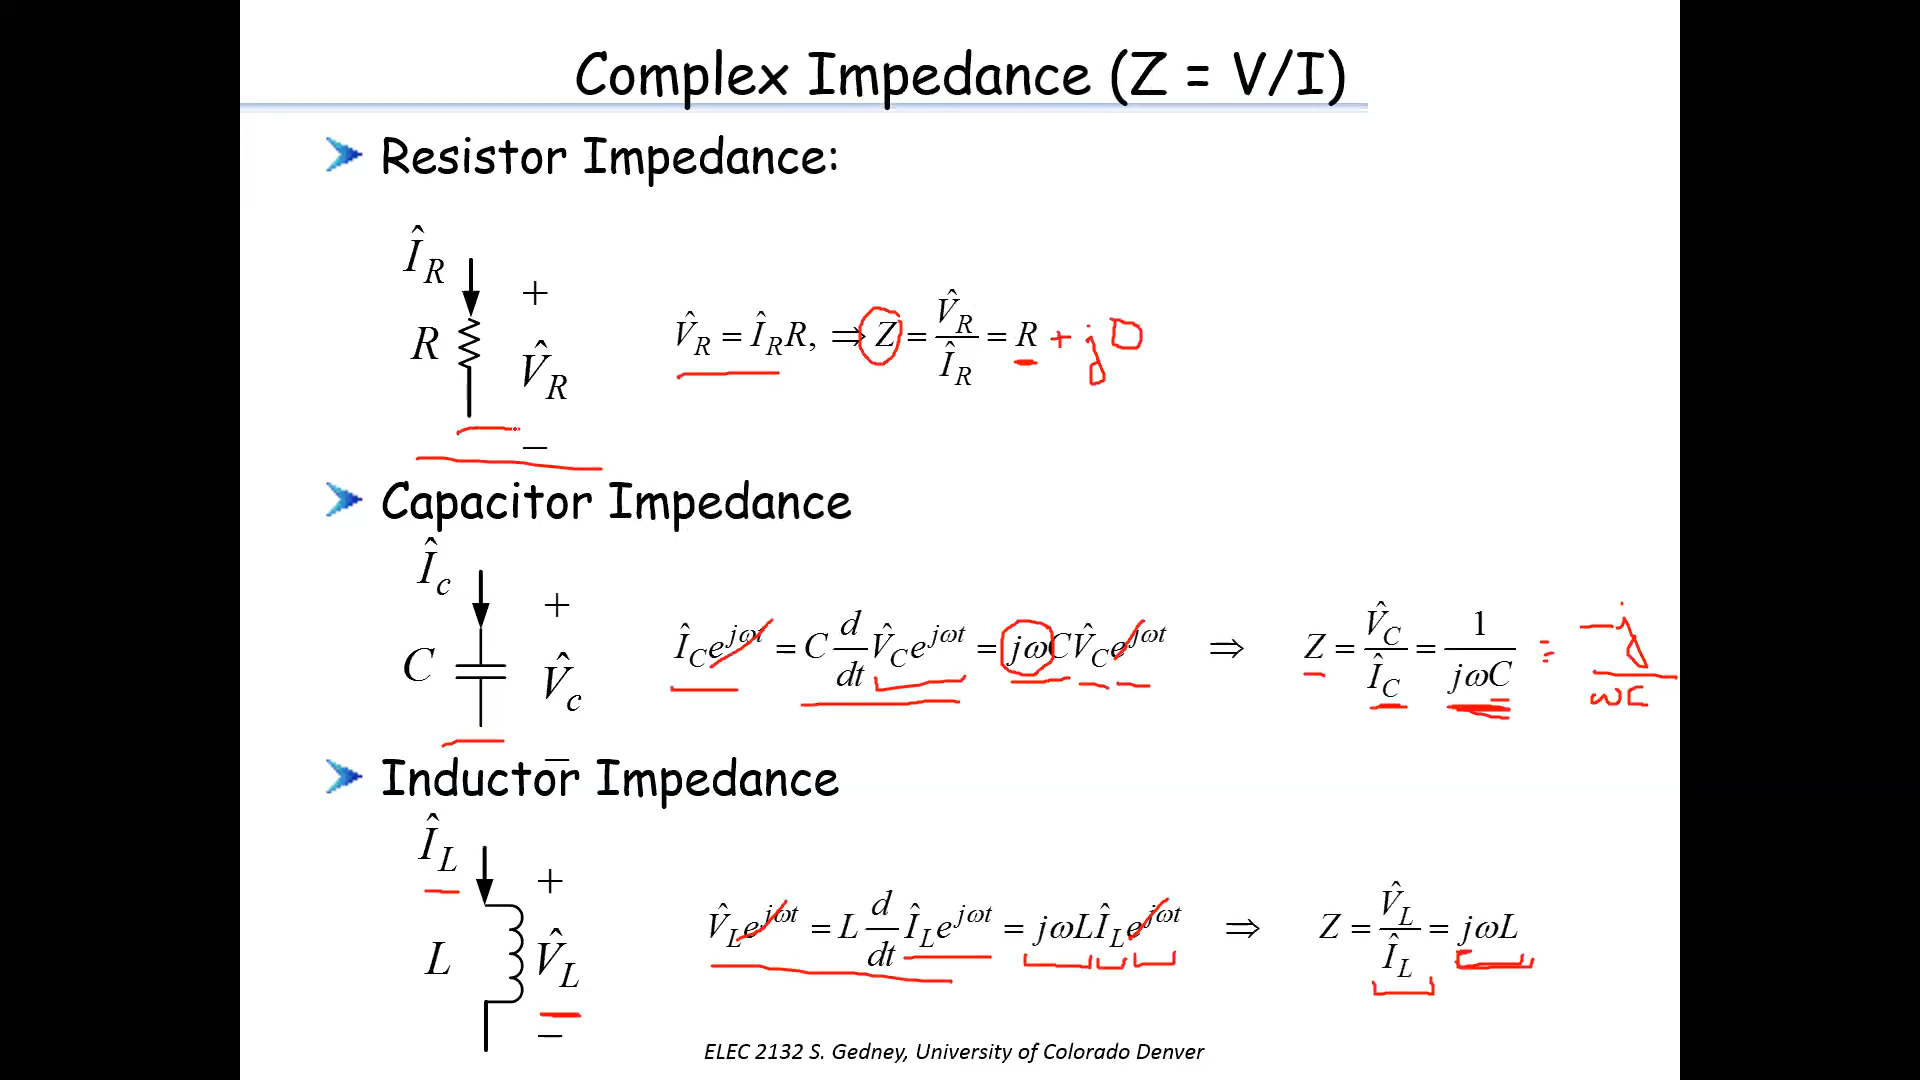 Complex Impedance (Z = V/I)
Resistor Impedance:
Î_R
+
R
V̂_R
−
V̂_R = Î_R R, ⇒ Z = V̂_R / Î_R = R + j0
Capacitor Impedance
Î_c
+
C
V̂_c
−
Î_C e^{jωt} = C d/dt V̂_C e^{jωt} = jωC V̂_C e^{jωt} ⇒ Z = V̂_C / Î_C = 1 / jωC = −j / ωC
Inductor Impedance
Î_L
+
L
V̂_L
−
V̂_L e^{jωt} = L d/dt Î_L e^{jωt} = jωL Î_L e^{jωt} ⇒ Z = V̂_L / Î_L = jωL
ELEC 2132 S. Gedney, University of Colorado Denver